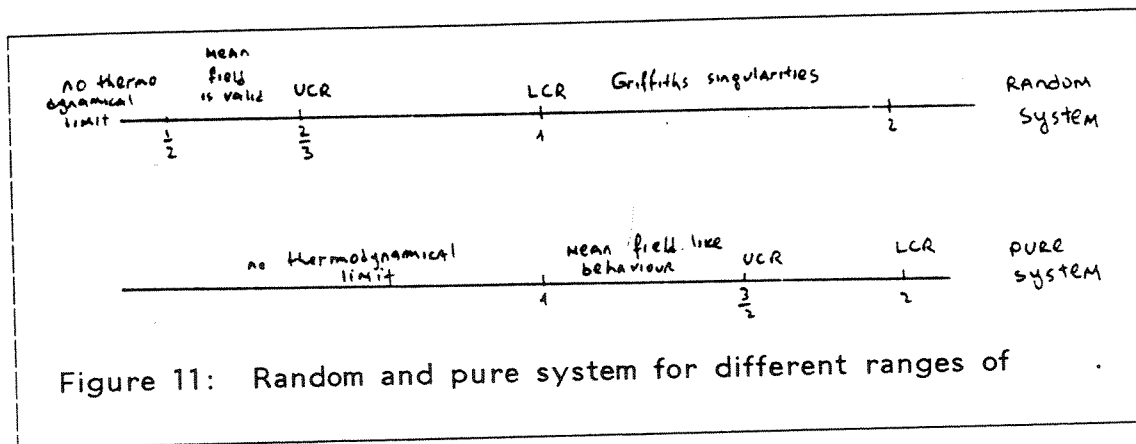 no thermo
dynamical
limit
Mean
field
is valid
UCR
LCR
Griffiths singularities
RANDOM
system
1/2
2/3
1
2
no thermodynamical
limit
Mean field like
behaviour
UCR
LCR
PURE
system
1
3/2
2
Figure 11: Random and pure system for different ranges of .